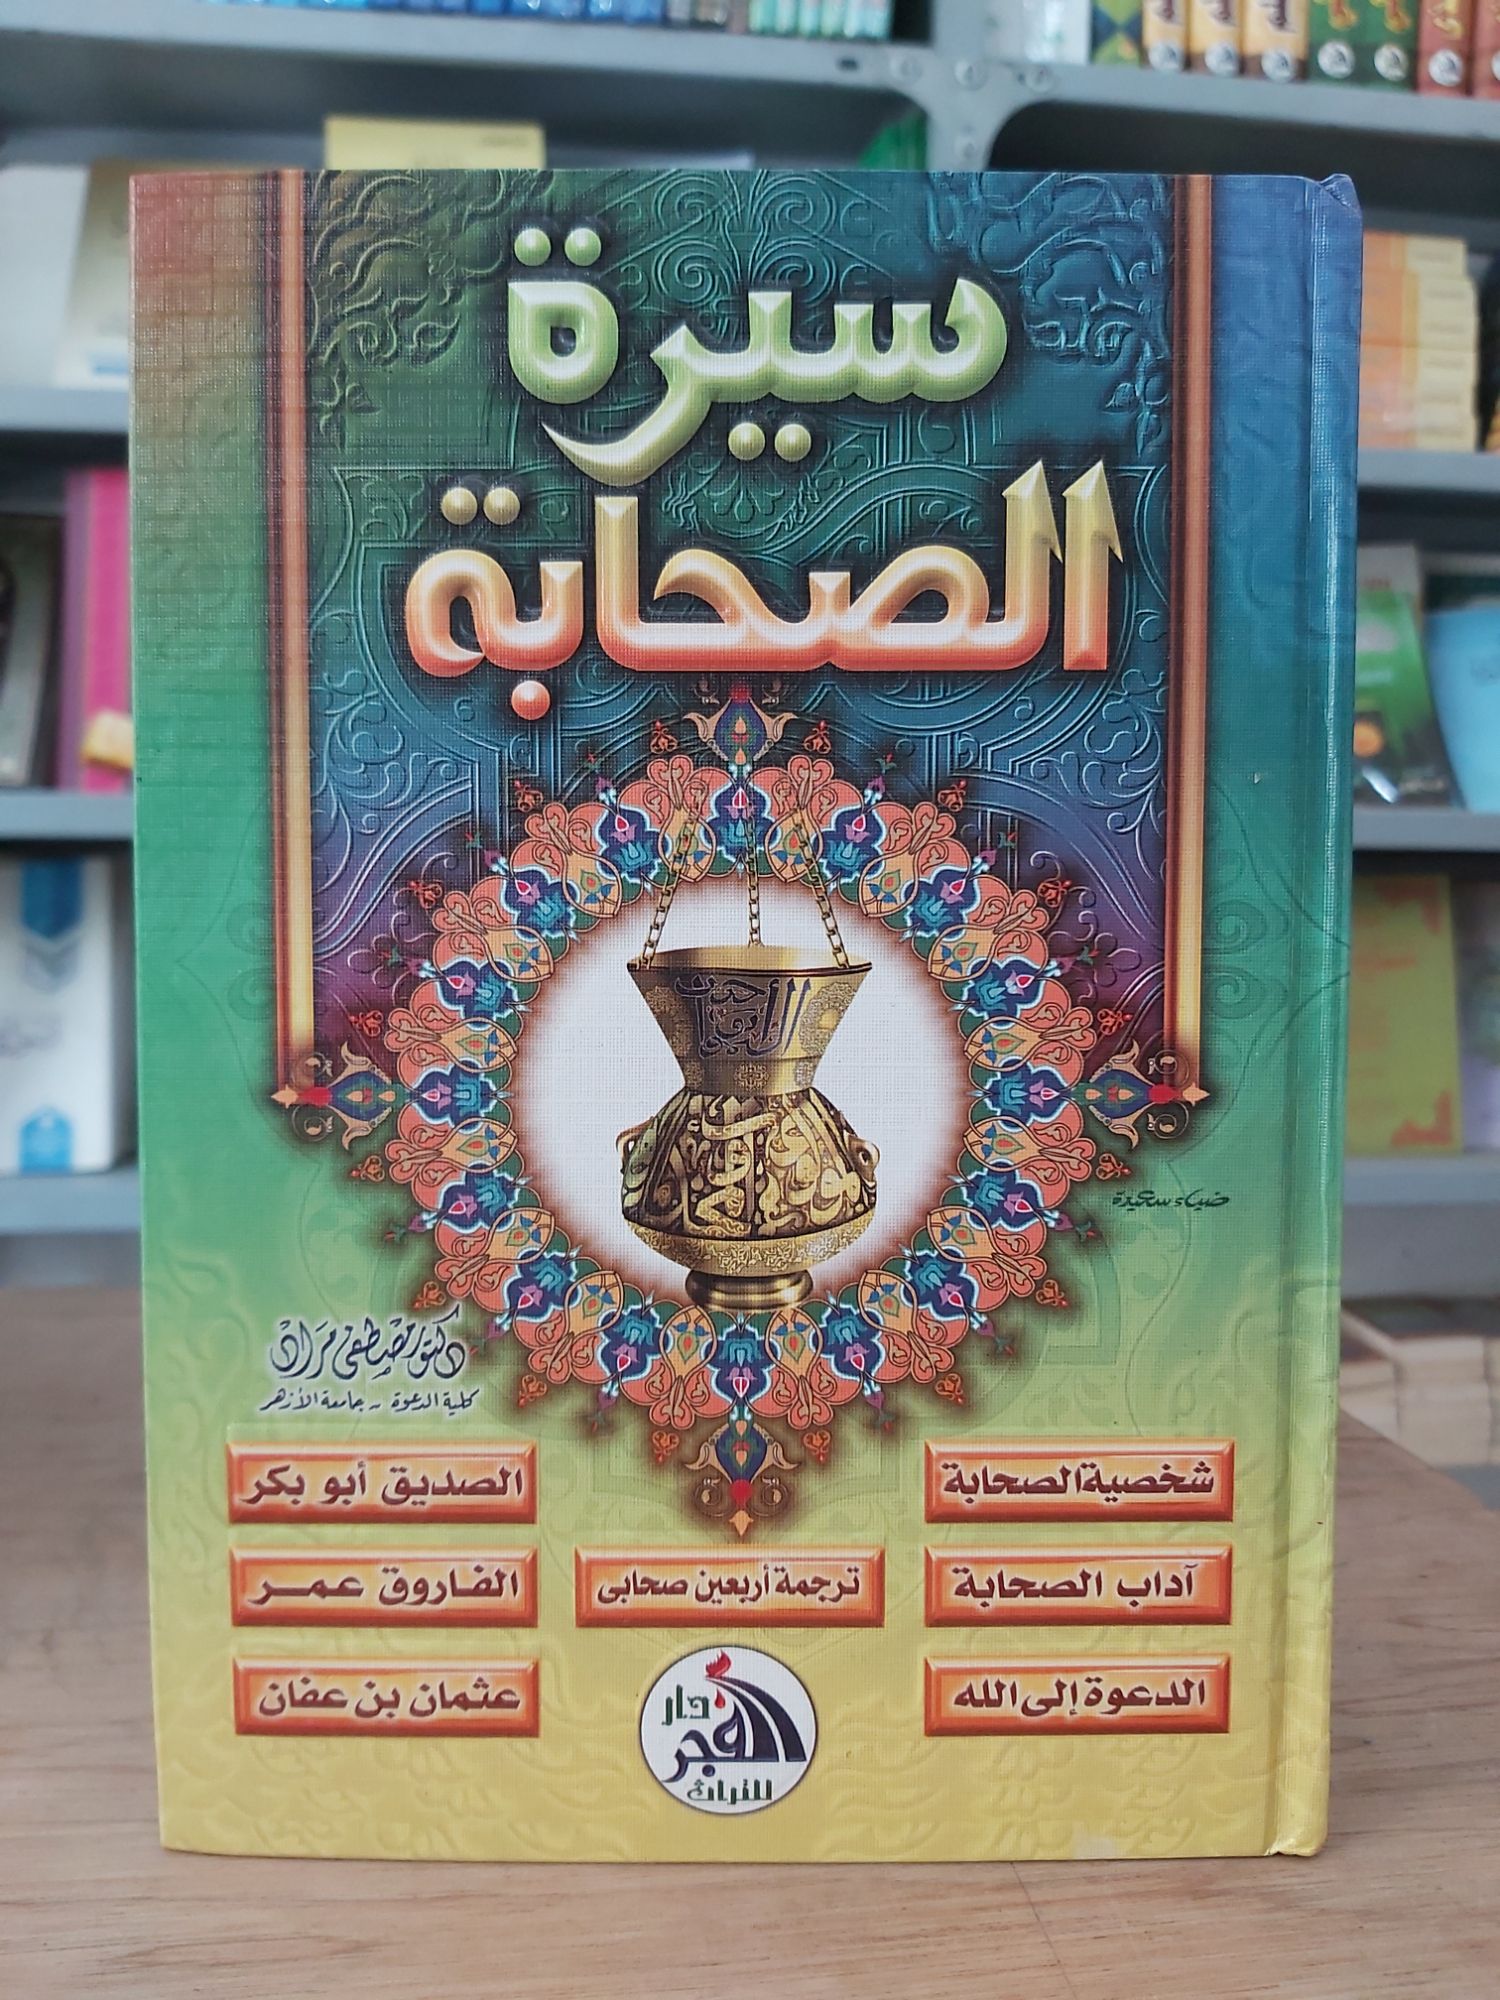 سيرة
الصحابة
ضياء سعيدة
دكتور مصطفى مراد
كلية الدعوة - جامعة الأزهر
شخصية الصحابة
الصديق أبو بكر
آداب الصحابة
ترجمة أربعين صحابى
الفاروق عمر
الدعوة إلى الله
عثمان بن عفان
دار
الفجر
للتراث